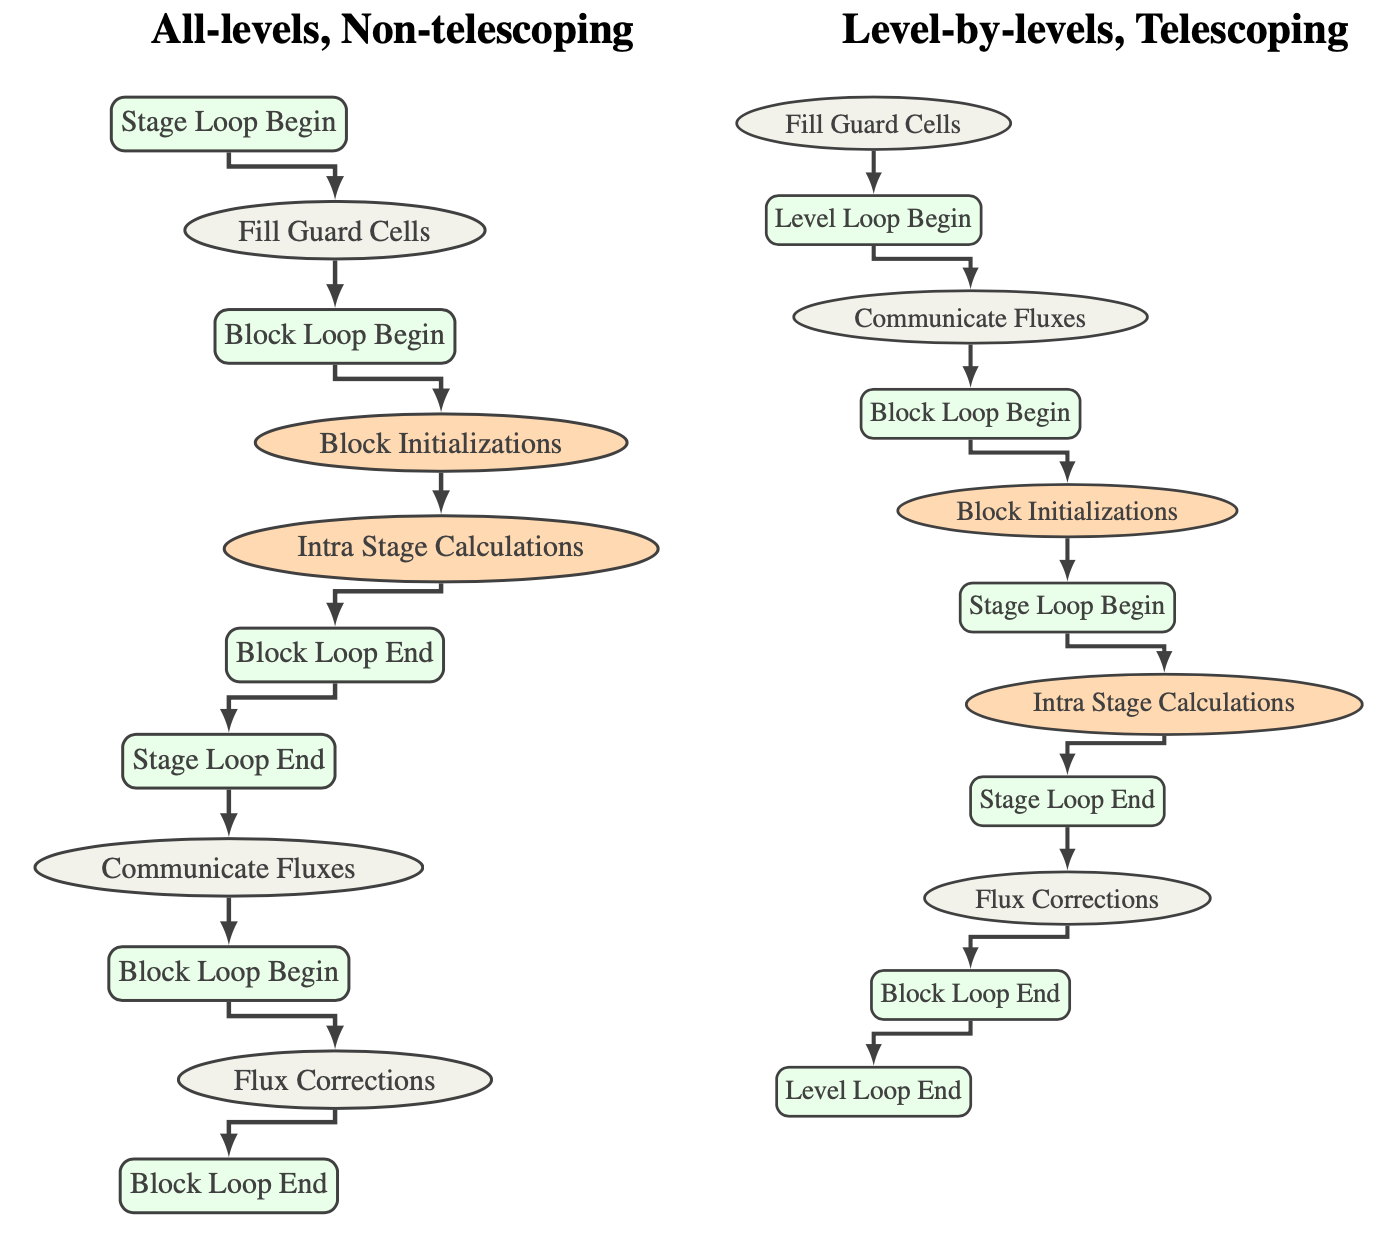 All-levels, Non-telescoping
Stage Loop Begin
Fill Guard Cells
Block Loop Begin
Block Initializations
Intra Stage Calculations
Block Loop End
Stage Loop End
Communicate Fluxes
Block Loop Begin
Flux Corrections
Block Loop End
Level-by-levels, Telescoping
Fill Guard Cells
Level Loop Begin
Communicate Fluxes
Block Loop Begin
Block Initializations
Stage Loop Begin
Intra Stage Calculations
Stage Loop End
Flux Corrections
Block Loop End
Level Loop End